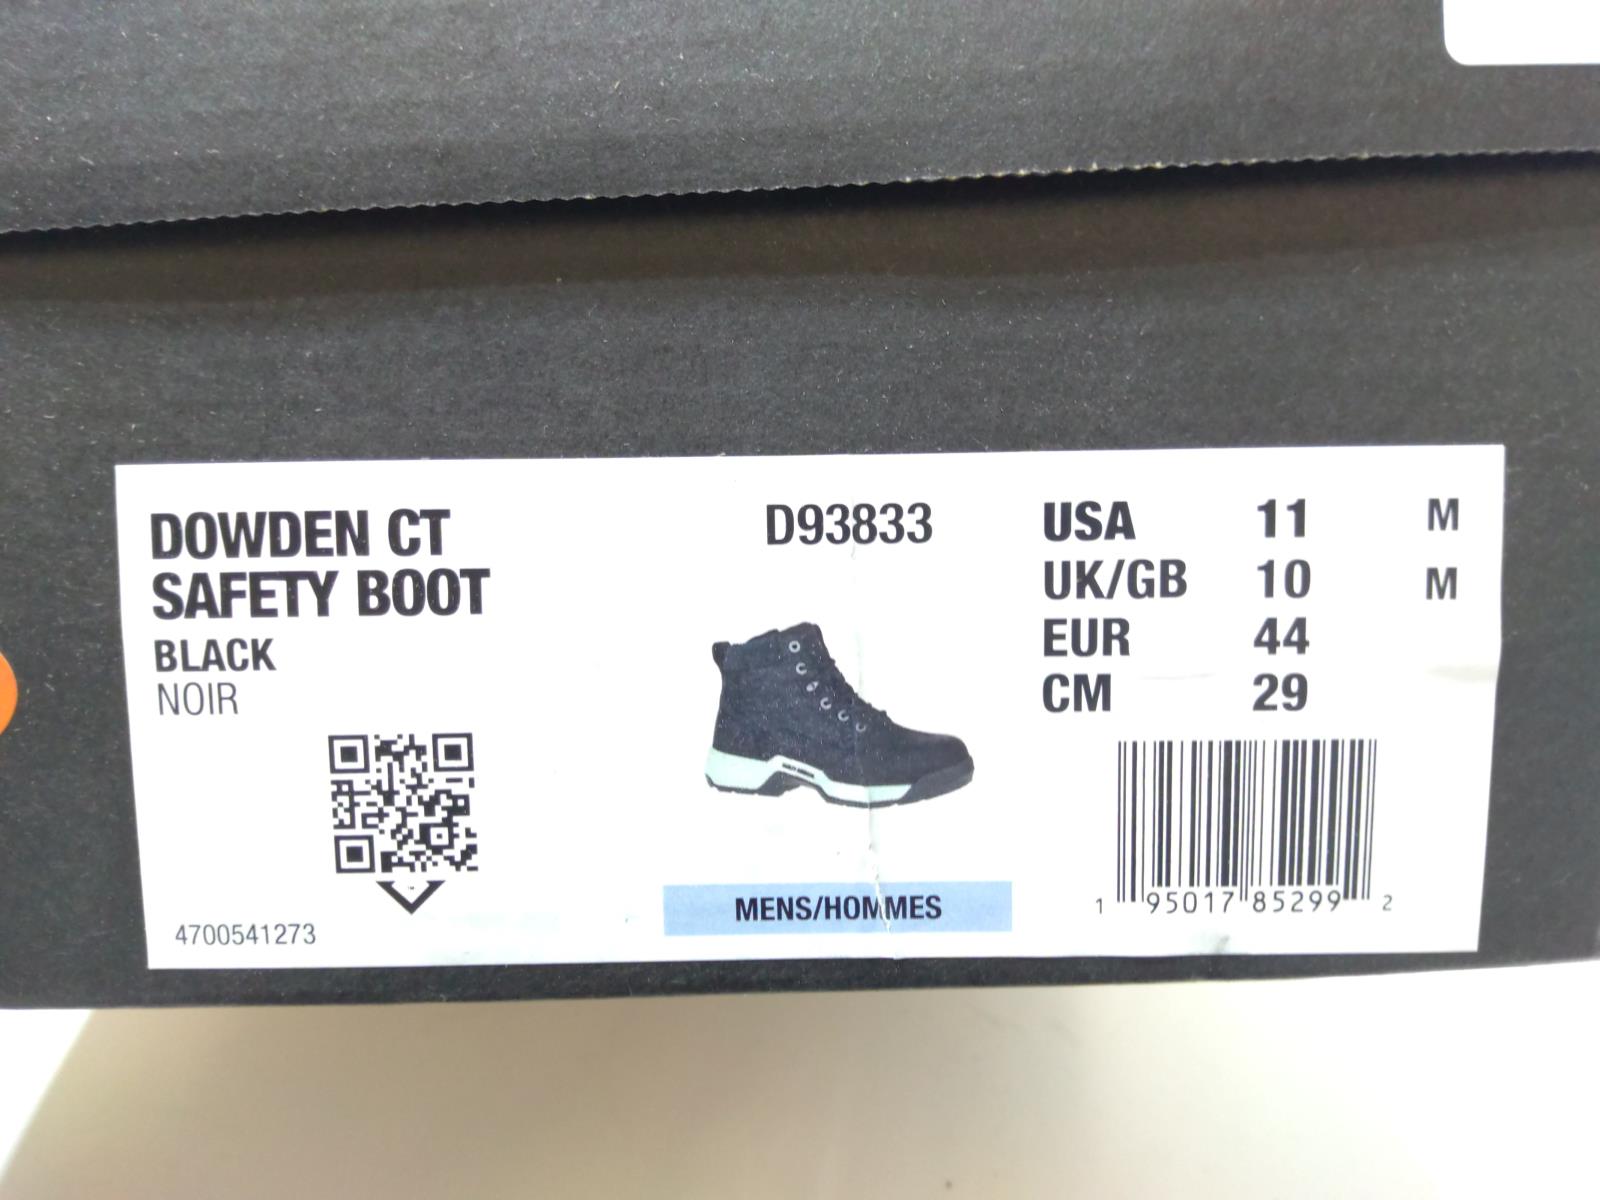 DOWDEN CT
SAFETY BOOT
BLACK
NOIR
4700541273
D93833
MENS/HOMMES
USA 11 M
UK/GB 10 M
EUR 44
CM 29
1 95017 85299 2